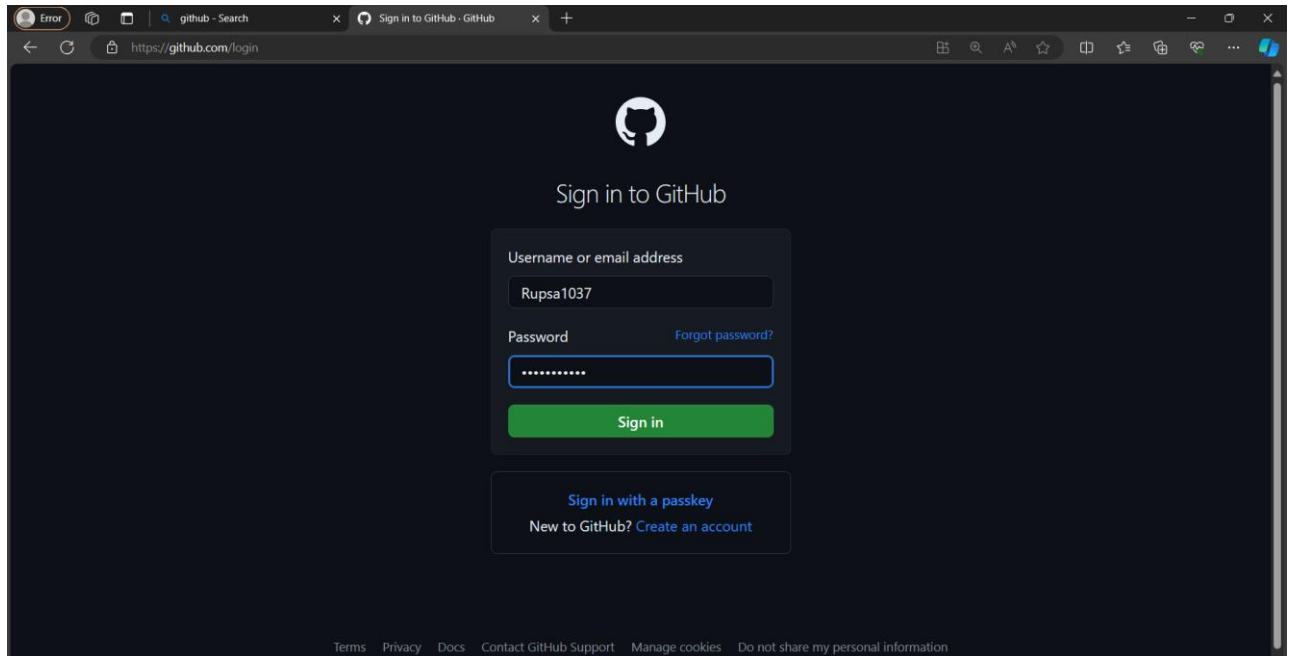 Error
github - Search
Sign in to GitHub · GitHub
https://github.com/login
Sign in to GitHub
Username or email address
Rupsa1037
Password Forgot password?
•••••••••••
Sign in
Sign in with a passkey
New to GitHub? Create an account
Terms Privacy Docs Contact GitHub Support Manage cookies Do not share my personal information